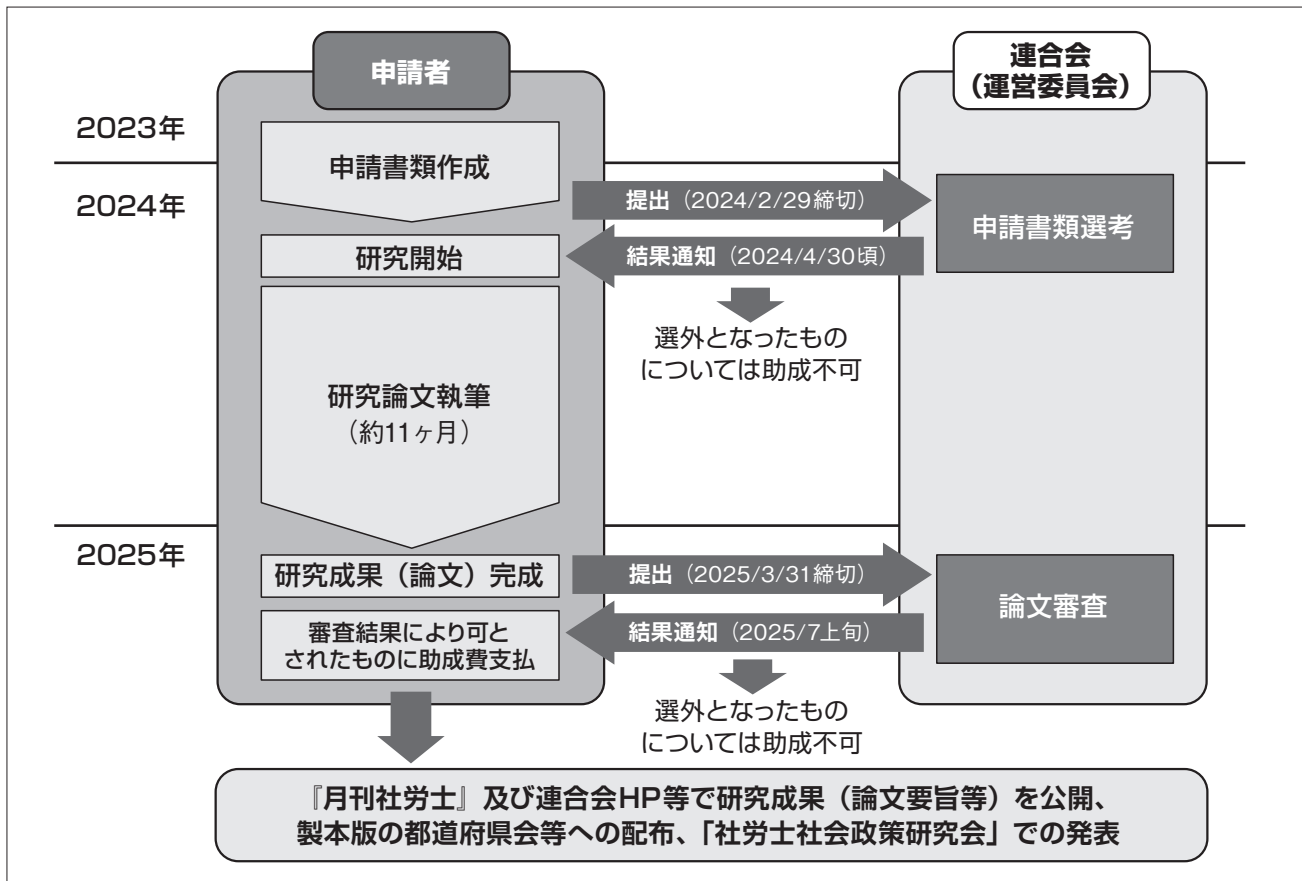 申請者
連合会
（運営委員会）
2023年
申請書類作成
2024年
提出（2024/2/29締切）
申請書類選考
研究開始
結果通知（2024/4/30頃）
選外となったもの
については助成不可
研究論文執筆
（約11ヶ月）
2025年
研究成果（論文）完成
提出（2025/3/31締切）
論文審査
審査結果により可と
されたものに助成費支払
結果通知（2025/7上旬）
選外となったもの
については助成不可
『月刊社労士』及び連合会HP等で研究成果（論文要旨等）を公開、
製本版の都道府県会等への配布、「社労士社会政策研究会」での発表